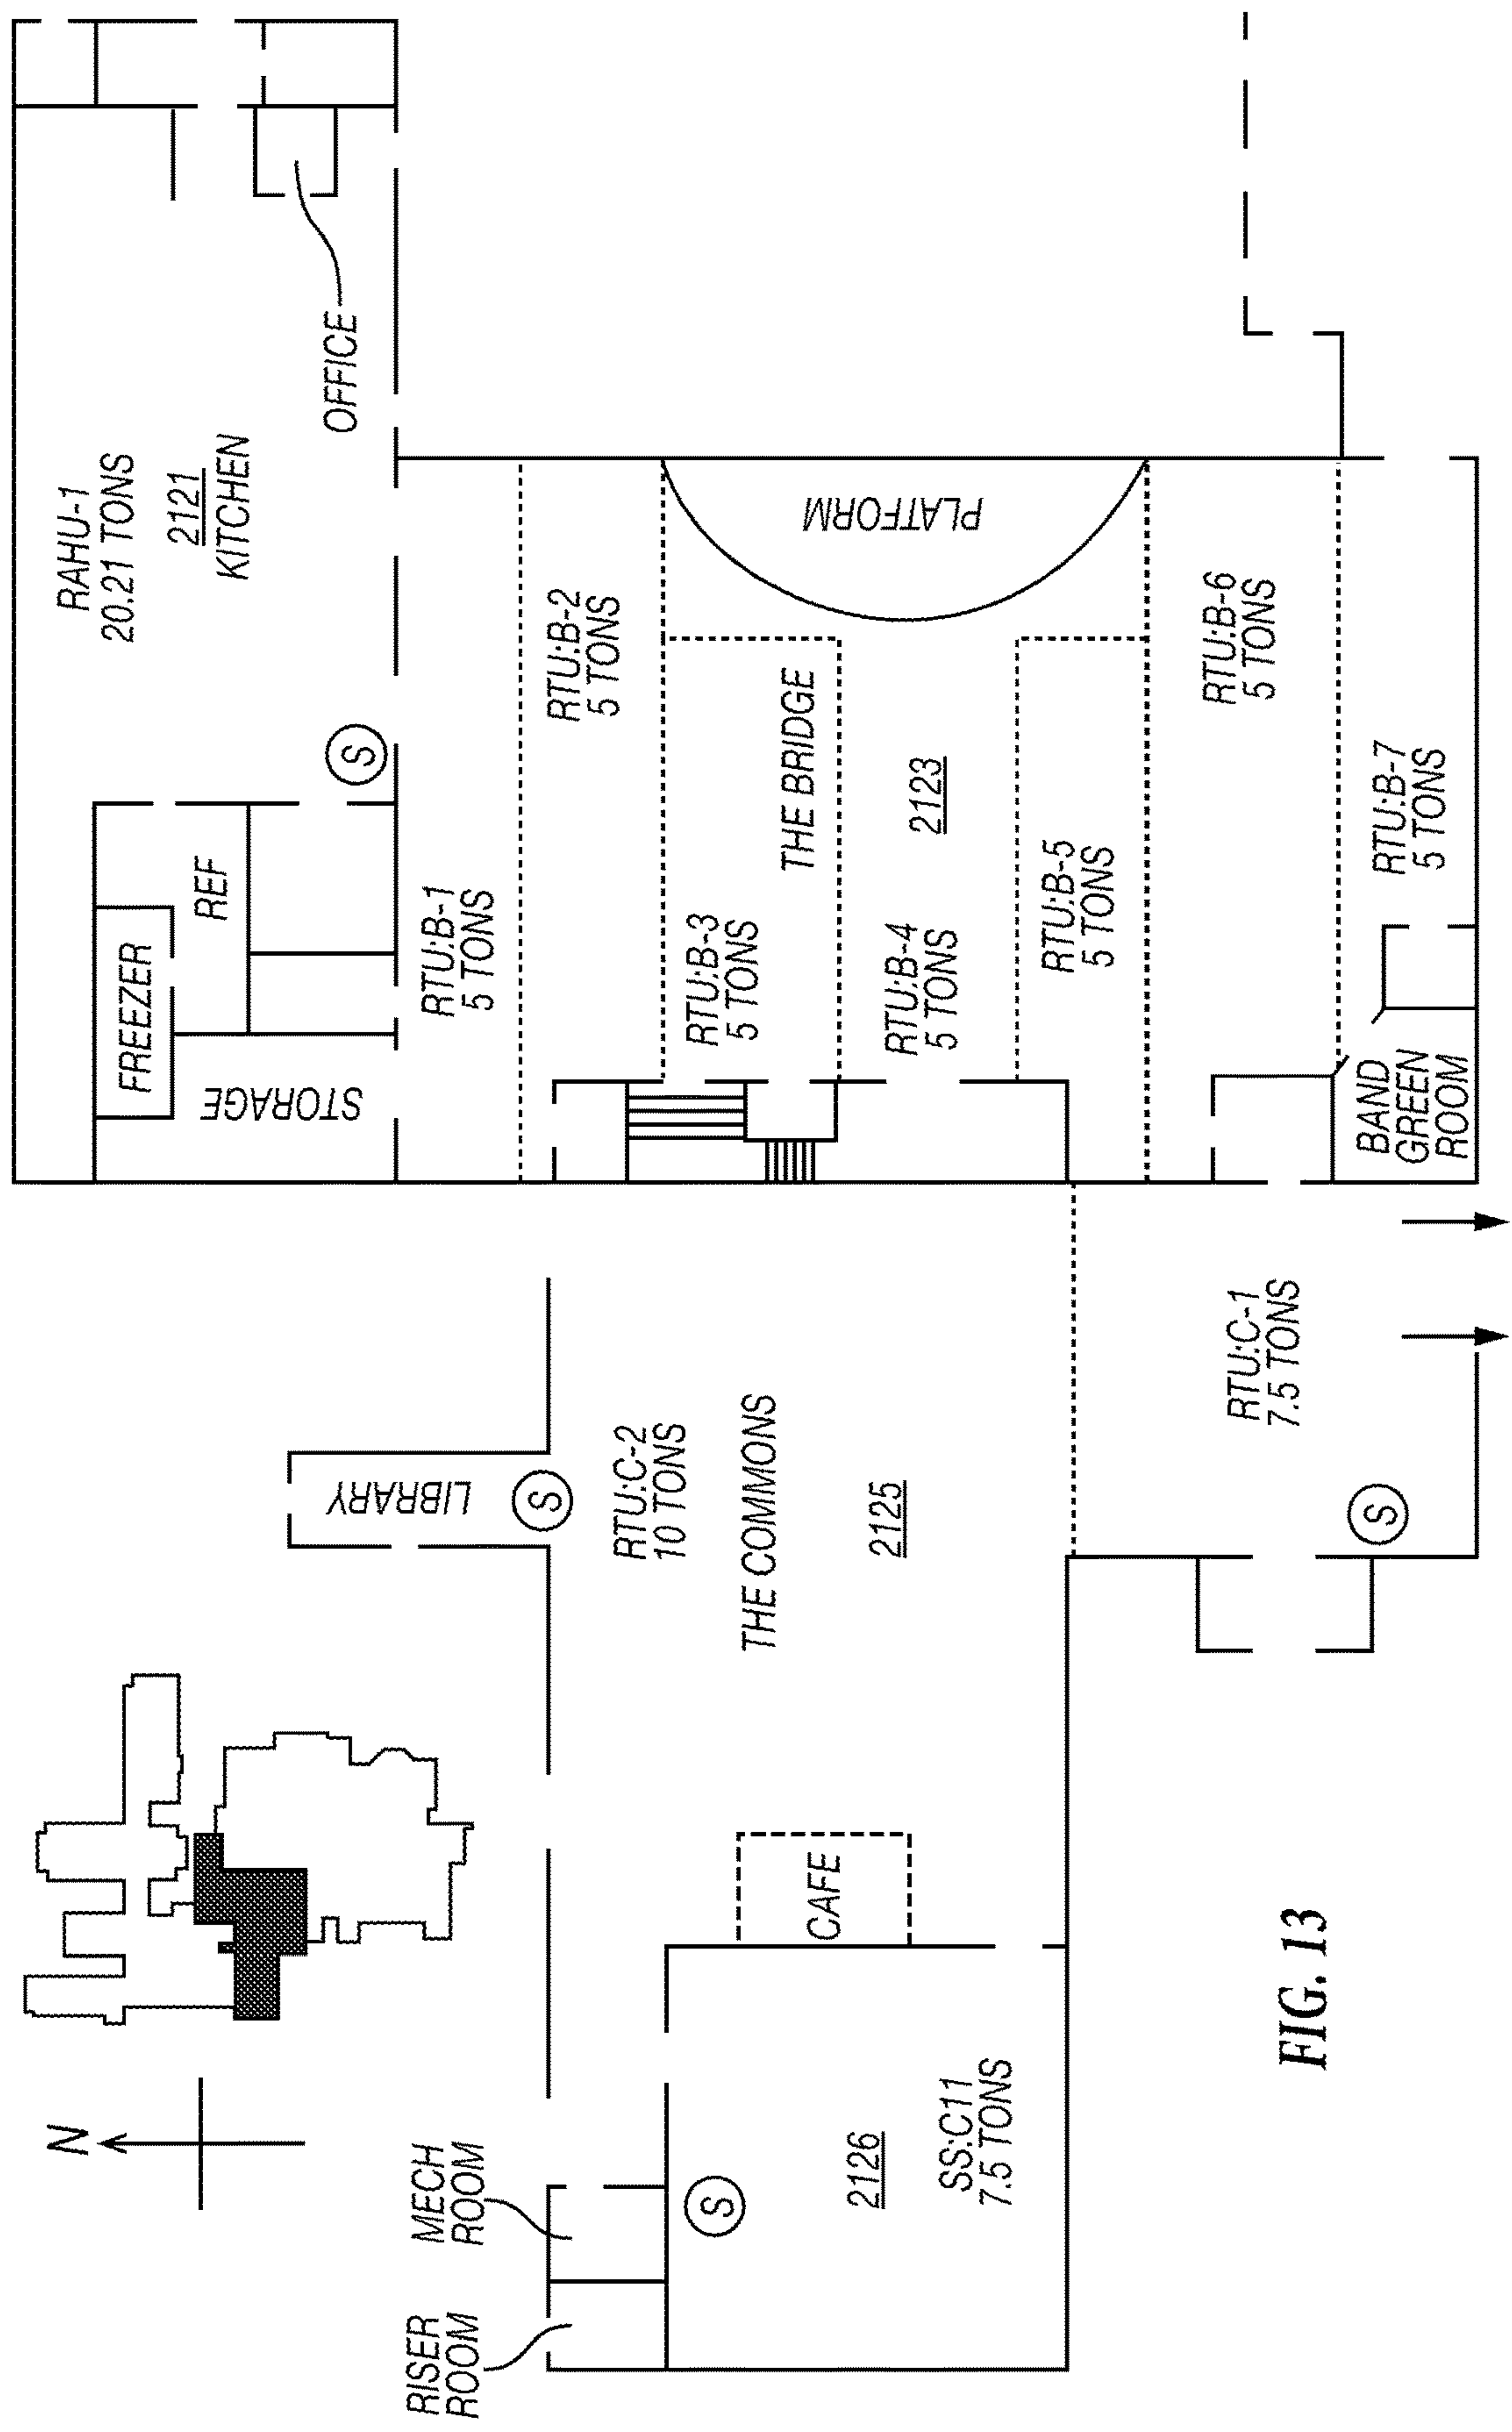 RAHU-1
20.21 TONS
2121
KITCHEN
OFFICE
S
REF
FREEZER
STORAGE
RTU:B-1
5 TONS
RTU:B-2
5 TONS
RTU:B-3
5 TONS
THE BRIDGE
PLATFORM
2123
RTU:B-4
5 TONS
RTU:B-5
5 TONS
RTU:B-6
5 TONS
RTU:B-7
5 TONS
BAND
GREEN
ROOM
LIBRARY
S
RTU:C-2
10 TONS
THE COMMONS
2125
RTU:C-1
7.5 TONS
S
CAFE
N
MECH
ROOM
RISER
ROOM
S
2126
SS:C11
7.5 TONS
FIG. 13